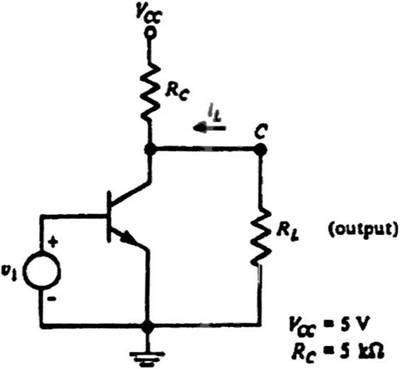 V_CC
R_C
i_L
C
+
v_i
-
R_L (output)
V_CC = 5 V
R_C = 5 kΩ